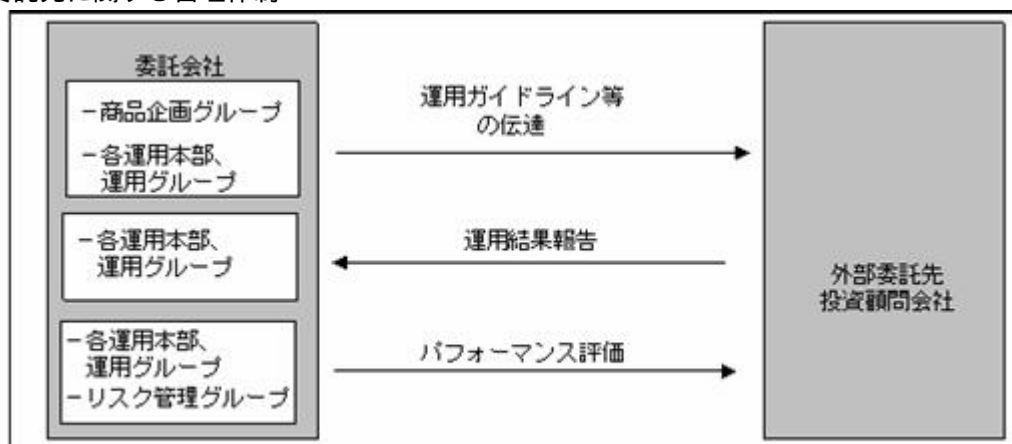 委託会社
－商品企画グループ
－各運用本部、
運用グループ
－各運用本部、
運用グループ
－各運用本部、
運用グループ
－リスク管理グループ
運用ガイドライン等
の伝達
運用結果報告
パフォーマンス評価
外部委託先
投資顧問会社